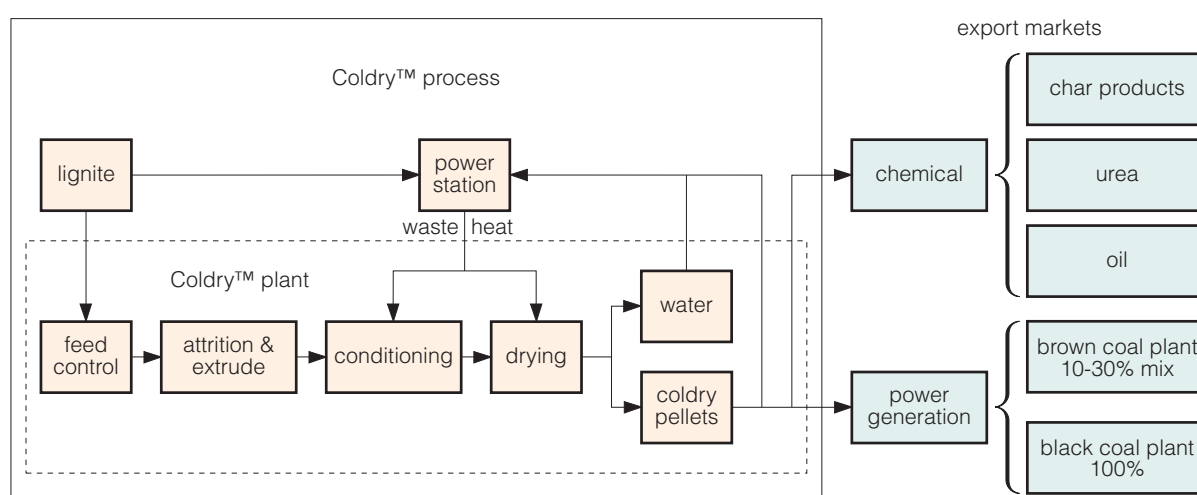 export markets
Coldry™ process
char products
lignite
power
station
chemical
urea
waste heat
Coldry™ plant
oil
water
feed
control
attrition &
extrude
conditioning
drying
brown coal plant
10-30% mix
coldry
pellets
power
generation
black coal plant
100%